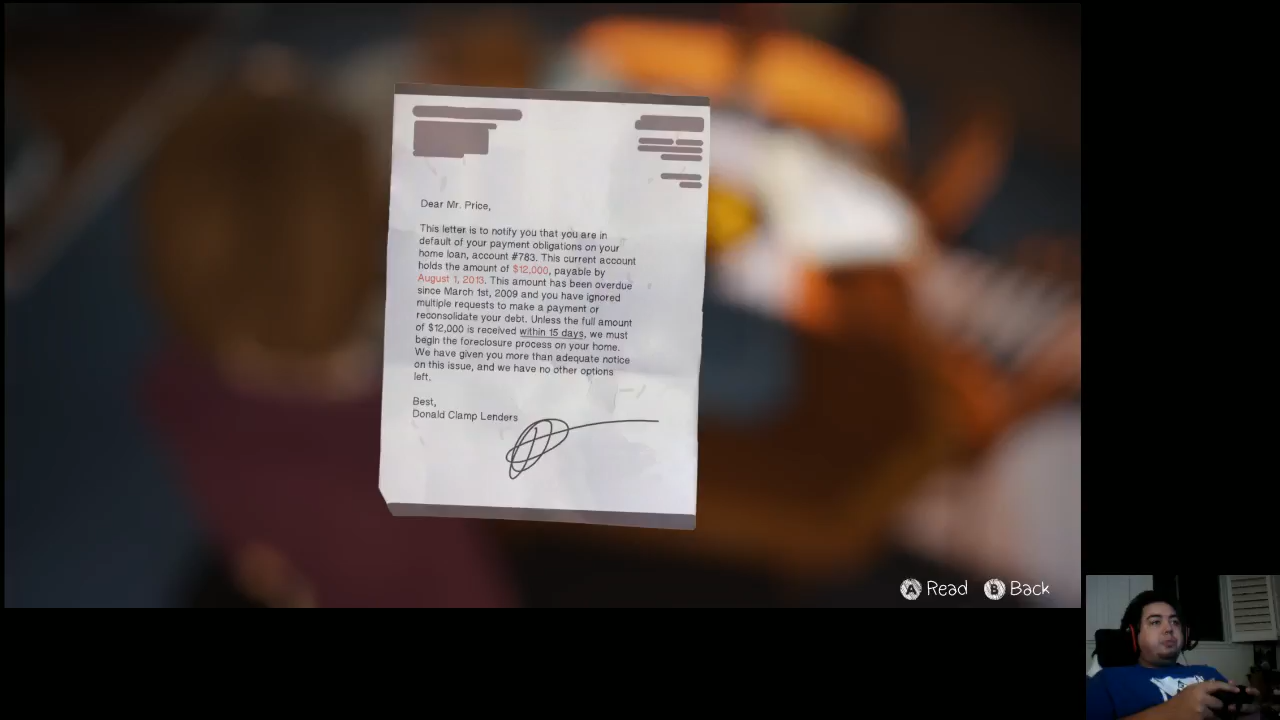 Dear Mr. Price,
This letter is to notify you that you are in
default of your payment obligations on your
home loan, account #783. This current account
holds the amount of $12,000, payable by
August 1, 2013. This amount has been overdue
since March 1st, 2009 and you have ignored
multiple requests to make a payment or
reconsolidate your debt. Unless the full amount
of $12,000 is received within 15 days, we must
begin the foreclosure process on your home.
We have given you more than adequate notice
on this issue, and we have no other options
left.
Best,
Donald Clamp Lenders
A Read B Back